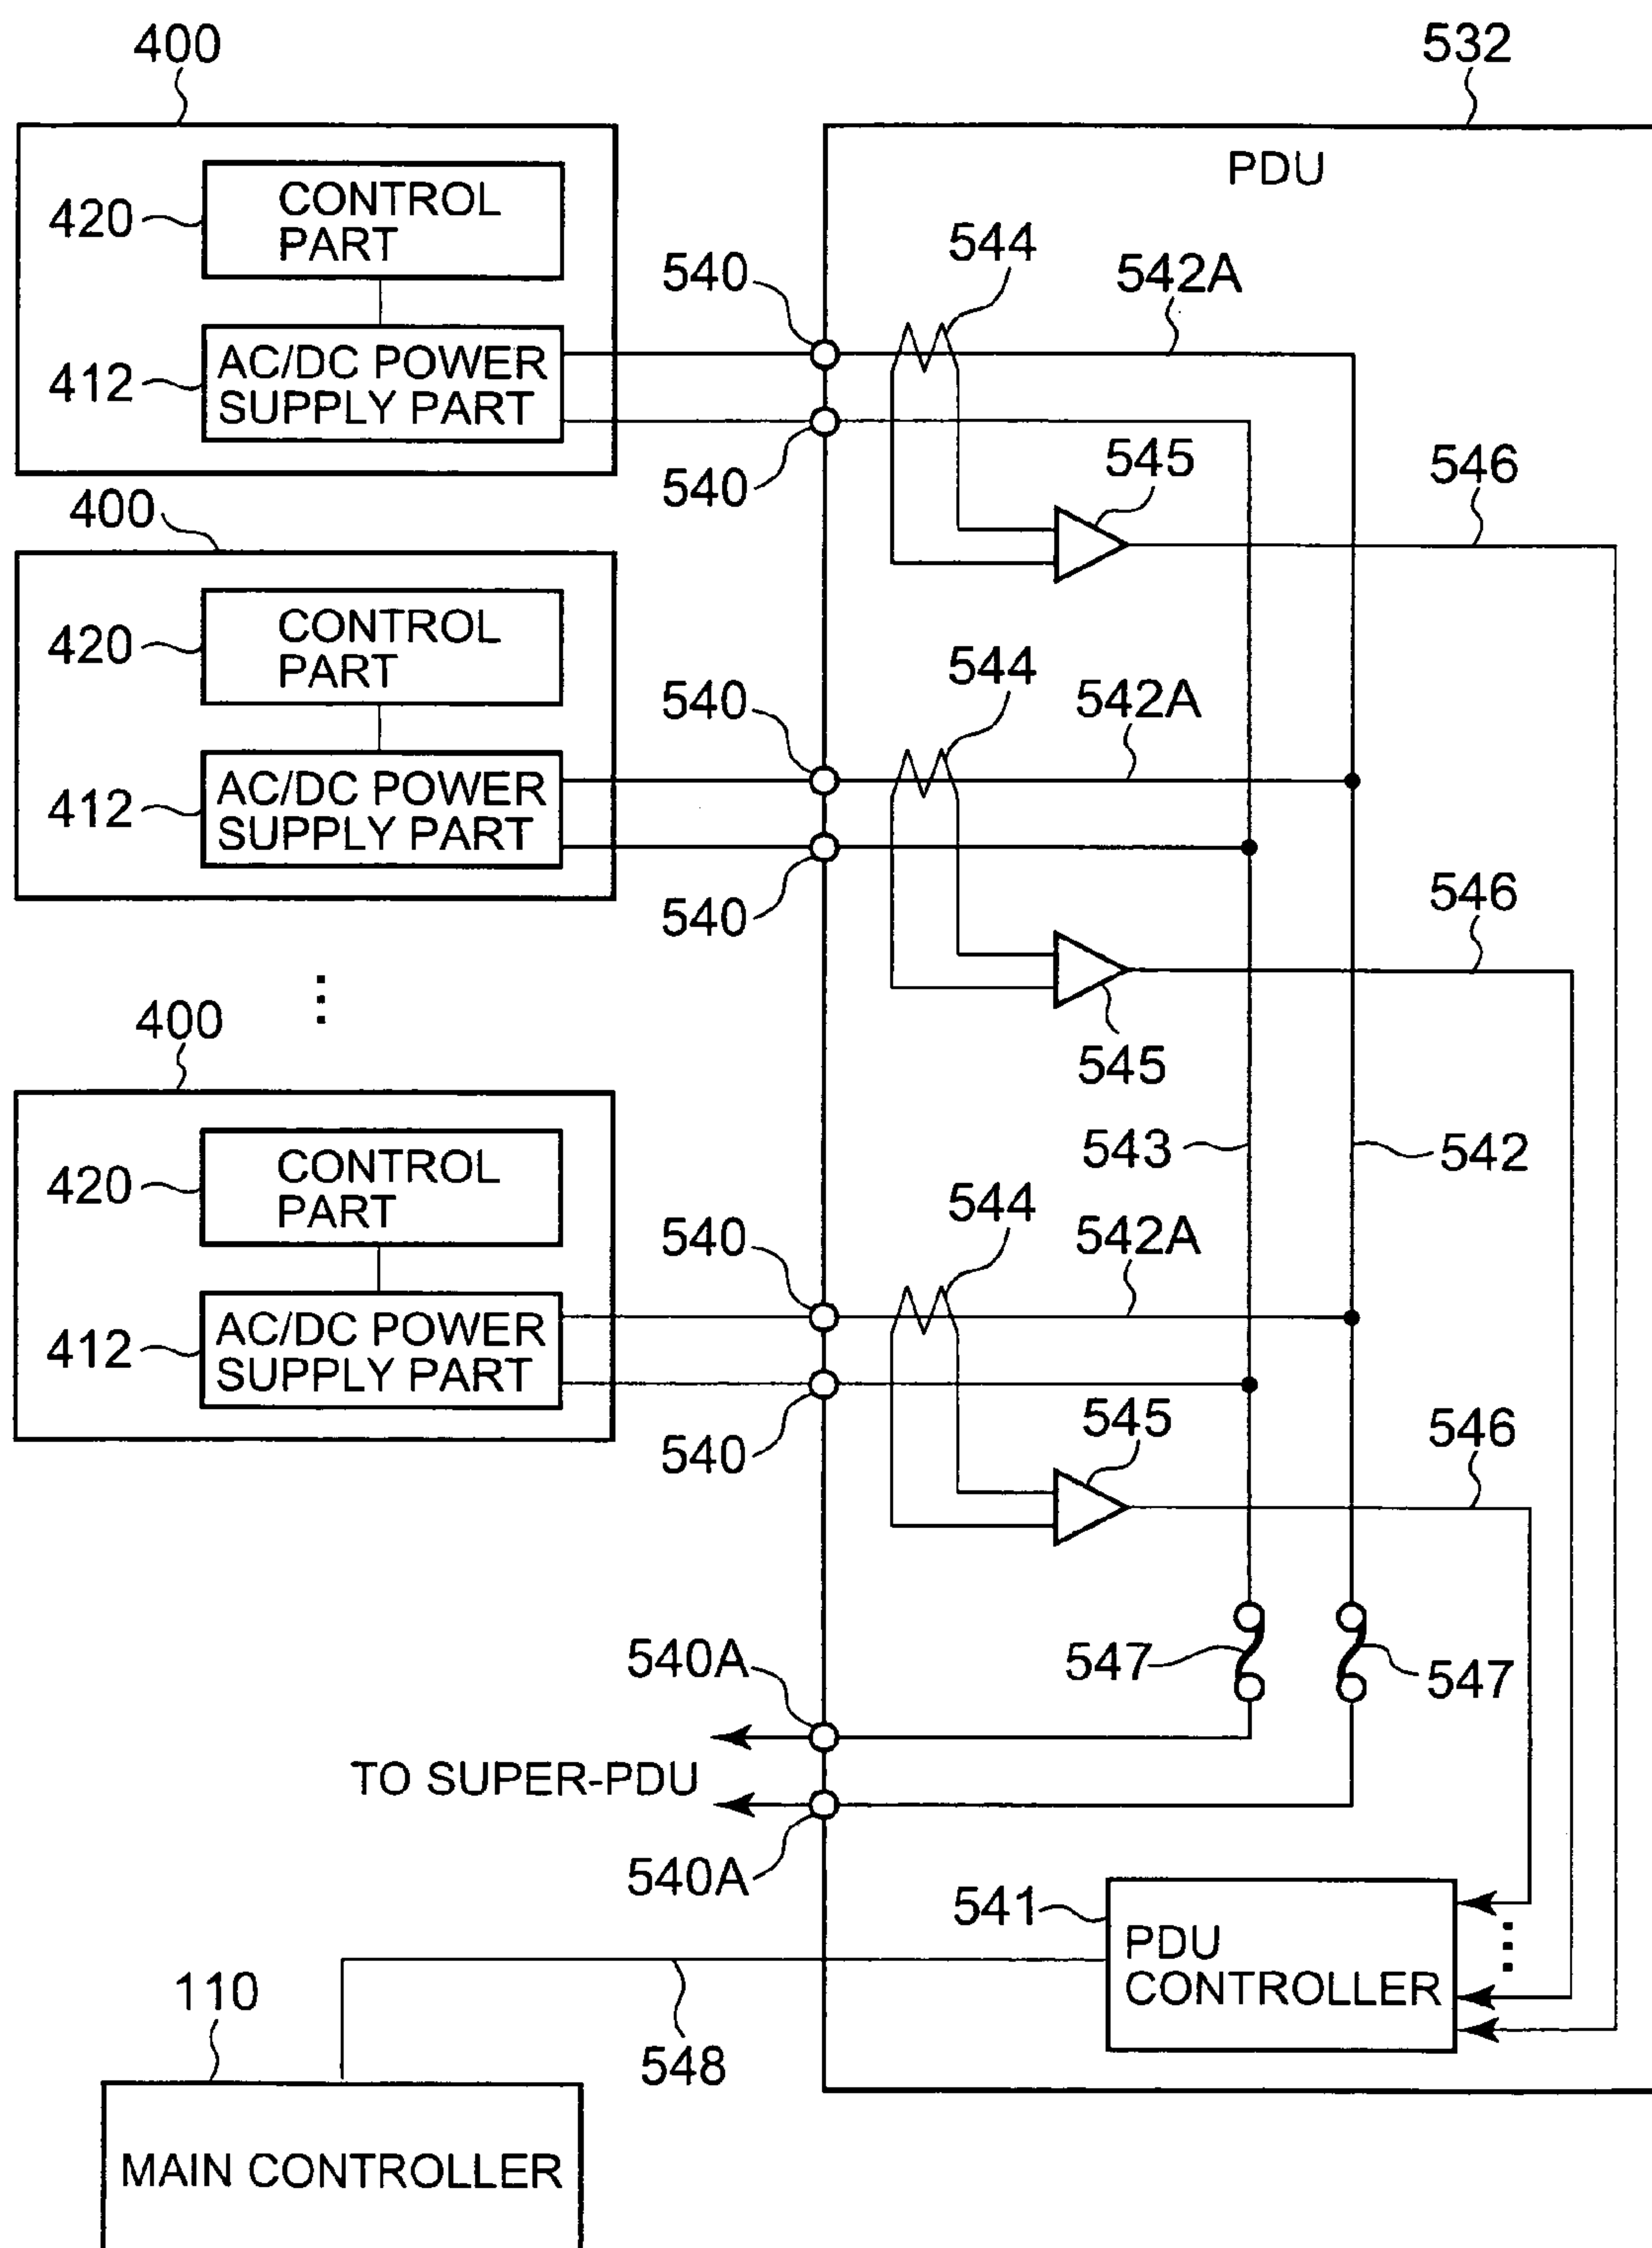 400
532
PDU
420
CONTROL
PART
544
542A
540
412
AC/DC POWER
SUPPLY PART
540
545
546
400
420
CONTROL
PART
544
542A
540
412
AC/DC POWER
SUPPLY PART
540
546
545
400
543
542
420
CONTROL
PART
544
542A
540
412
AC/DC POWER
SUPPLY PART
540
545
546
547
547
540A
TO SUPER-PDU
540A
541
PDU
CONTROLLER
110
548
MAIN CONTROLLER